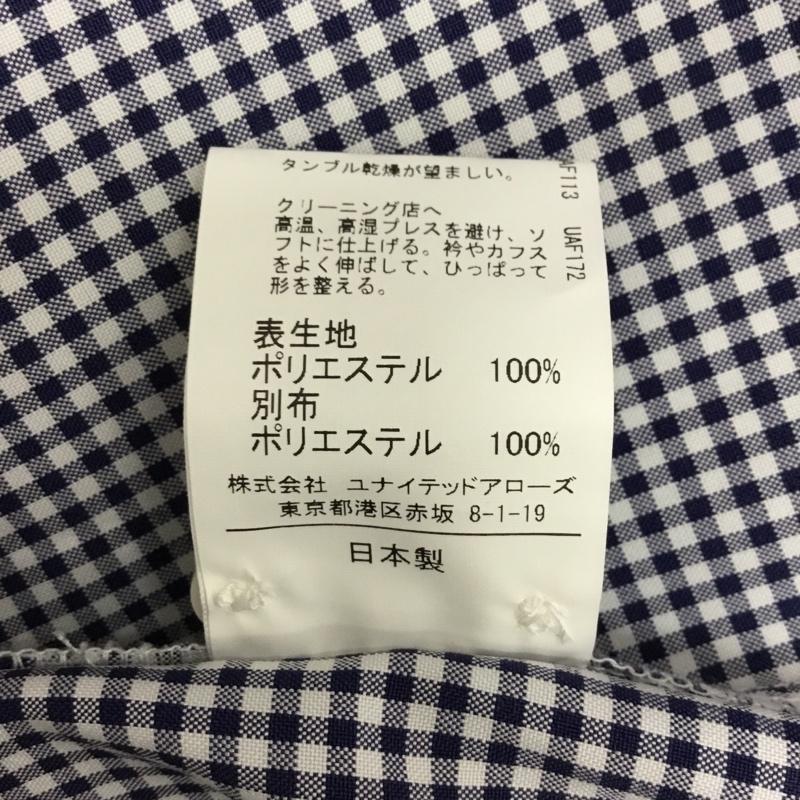 タンブル乾燥が望ましい。
クリーニング店へ
高温、高湿プレスを避け、ソ
フトに仕上げる。衿やカフス
をよく伸ばして、ひっぱって
形を整える。
表生地
ポリエステル 100%
別布
ポリエステル 100%
株式会社 ユナイテッドアローズ
東京都港区赤坂 8-1-19
日本製
UAF172